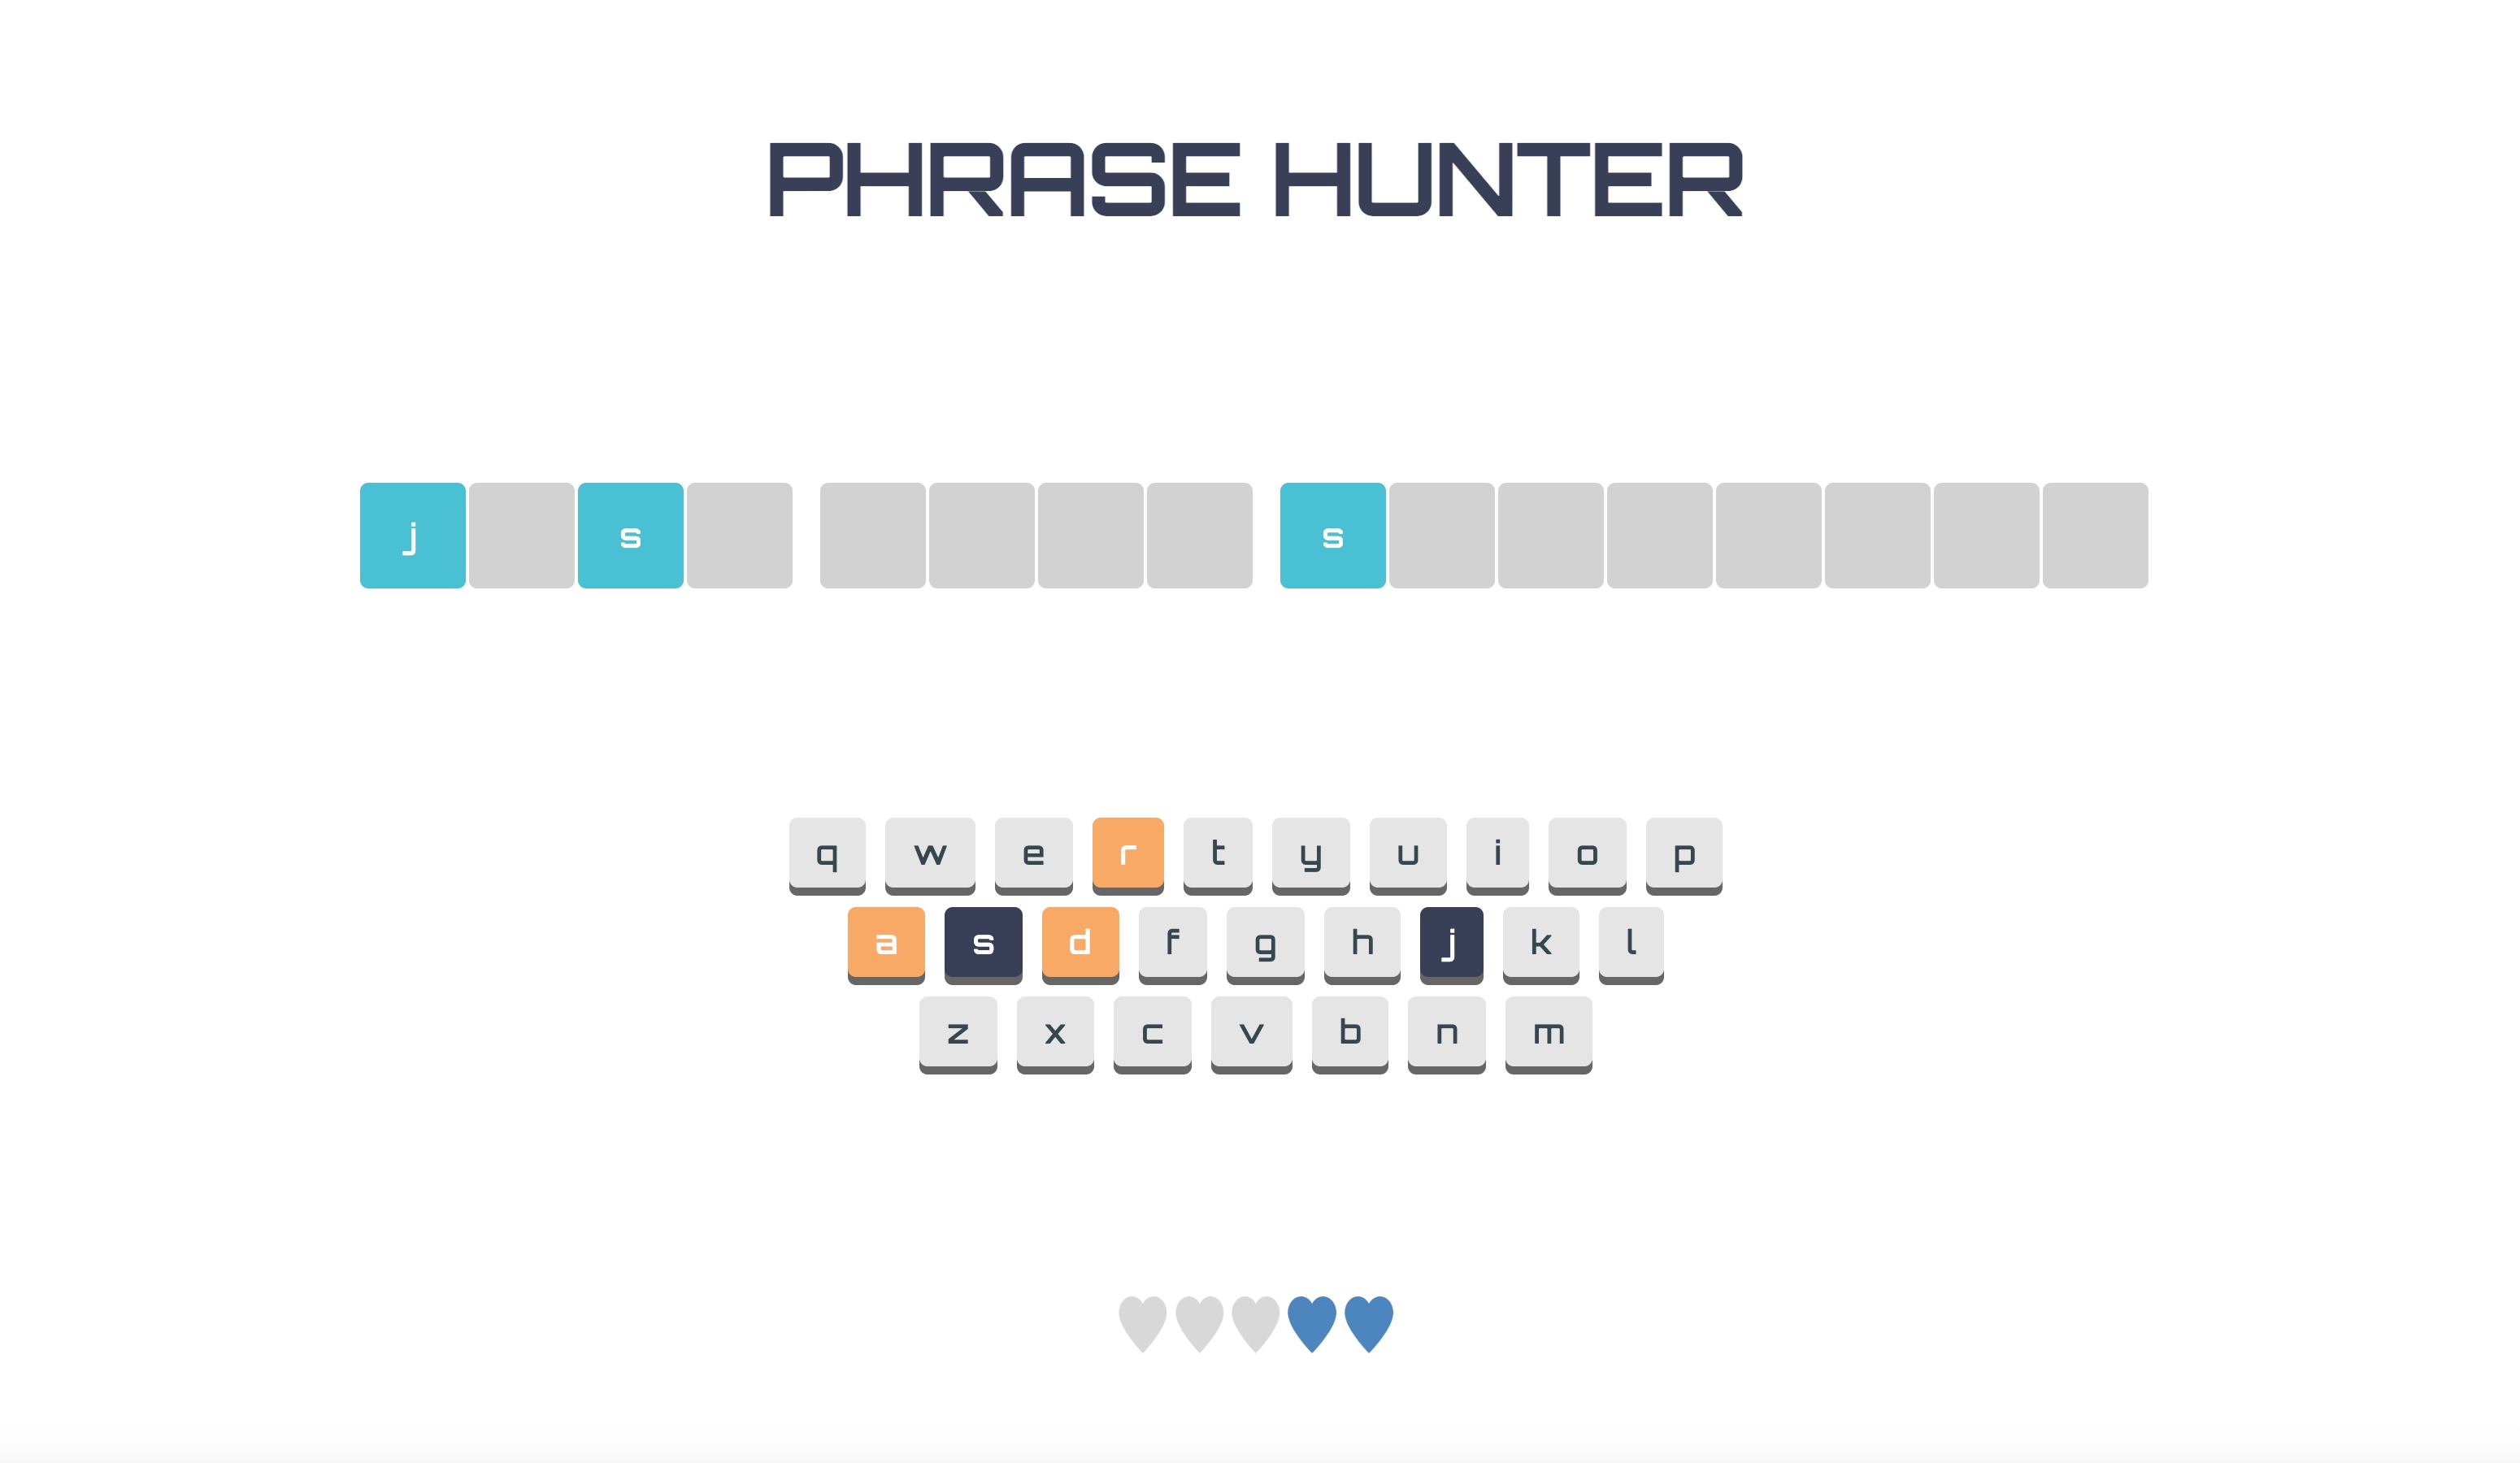 PHRASE HUNTER
j s s
q w e r t y u i o p
a s d f g h j k l
z x c v b n m